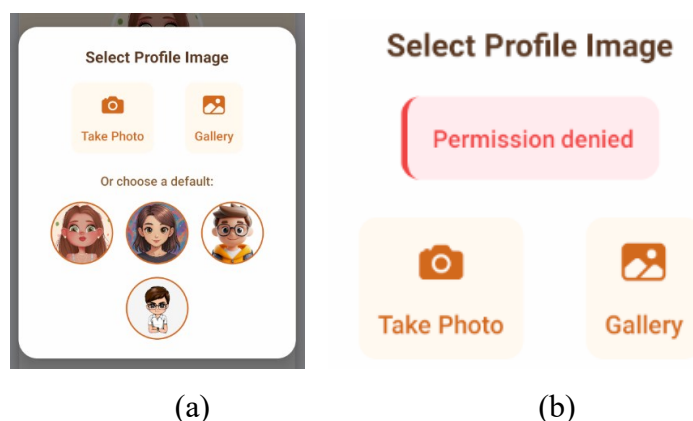 Select Profile Image
Take Photo
Gallery
Or choose a default:
(a)
Select Profile Image
Permission denied
Take Photo
Gallery
(b)